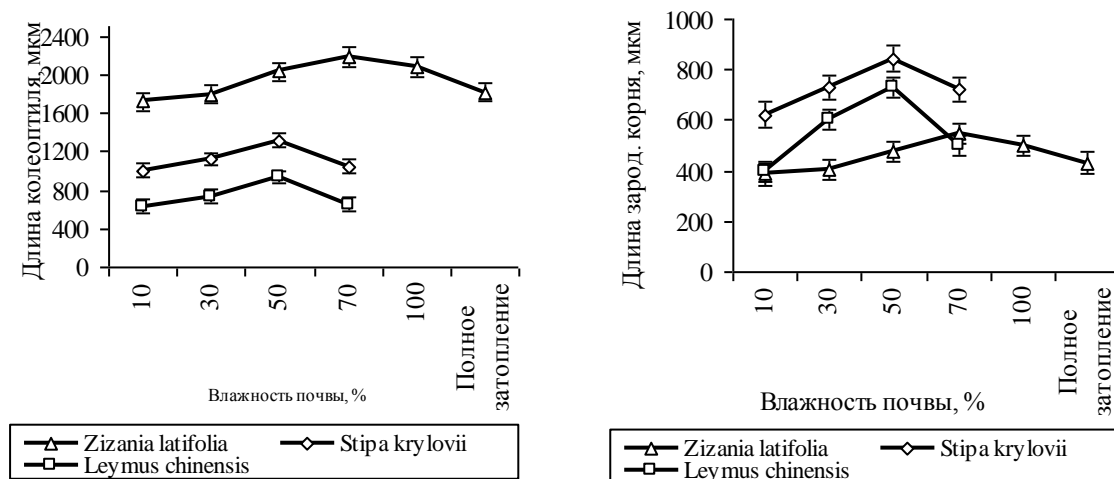 Длина колеоптиля, мкм
2400
2000
1600
1200
800
400
0
10
30
50
70
100
Полное
затопление
Влажность почвы, %
Zizania latifolia
Stipa krylovii
Leymus chinensis
Длина зарод. корня, мкм
1000
800
600
400
200
0
10
30
50
70
100
Полное
затопление
Влажность почвы, %
Zizania latifolia
Stipa krylovii
Leymus chinensis